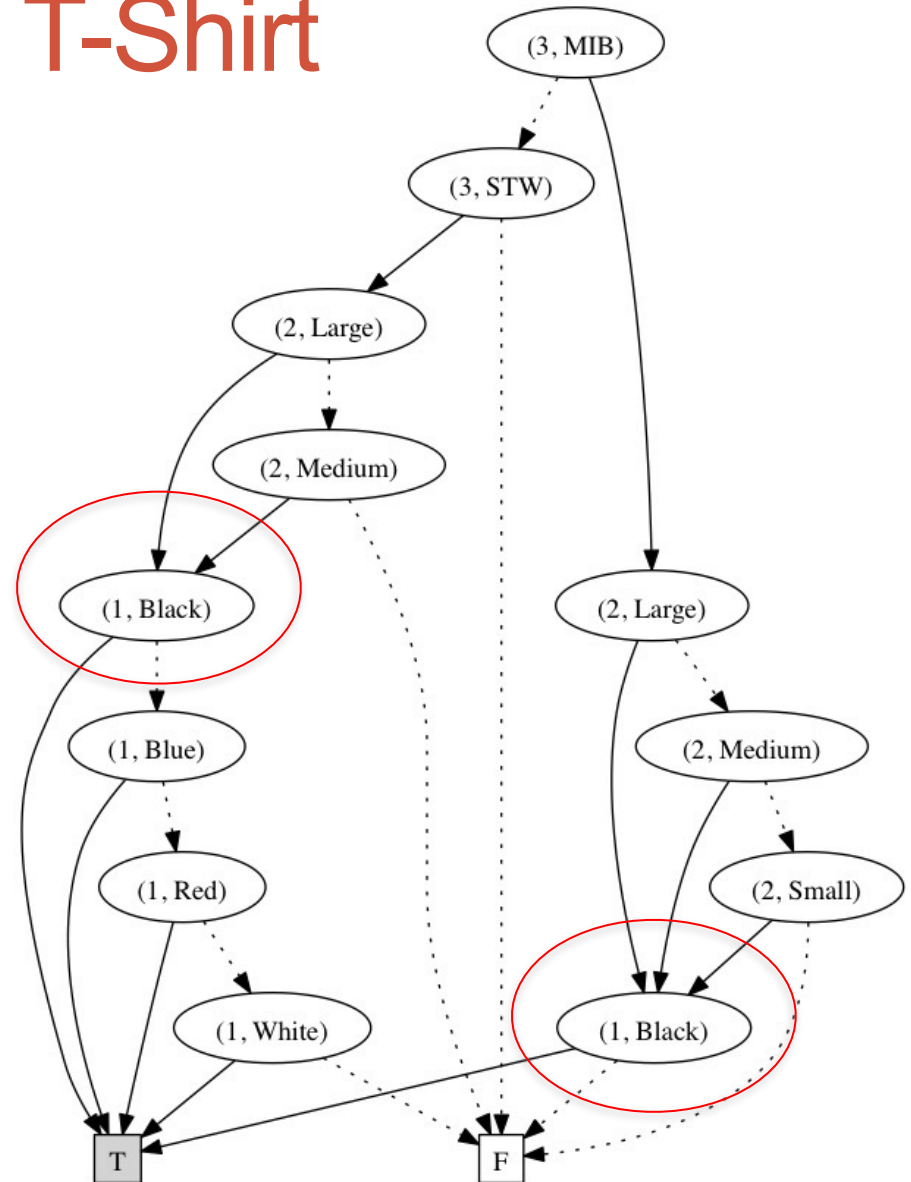 T-Shirt
(3, MIB)
(3, STW)
(2, Large)
(2, Medium)
(1, Black)
(2, Large)
(1, Blue)
(2, Medium)
(1, Red)
(2, Small)
(1, White)
(1, Black)
T
F